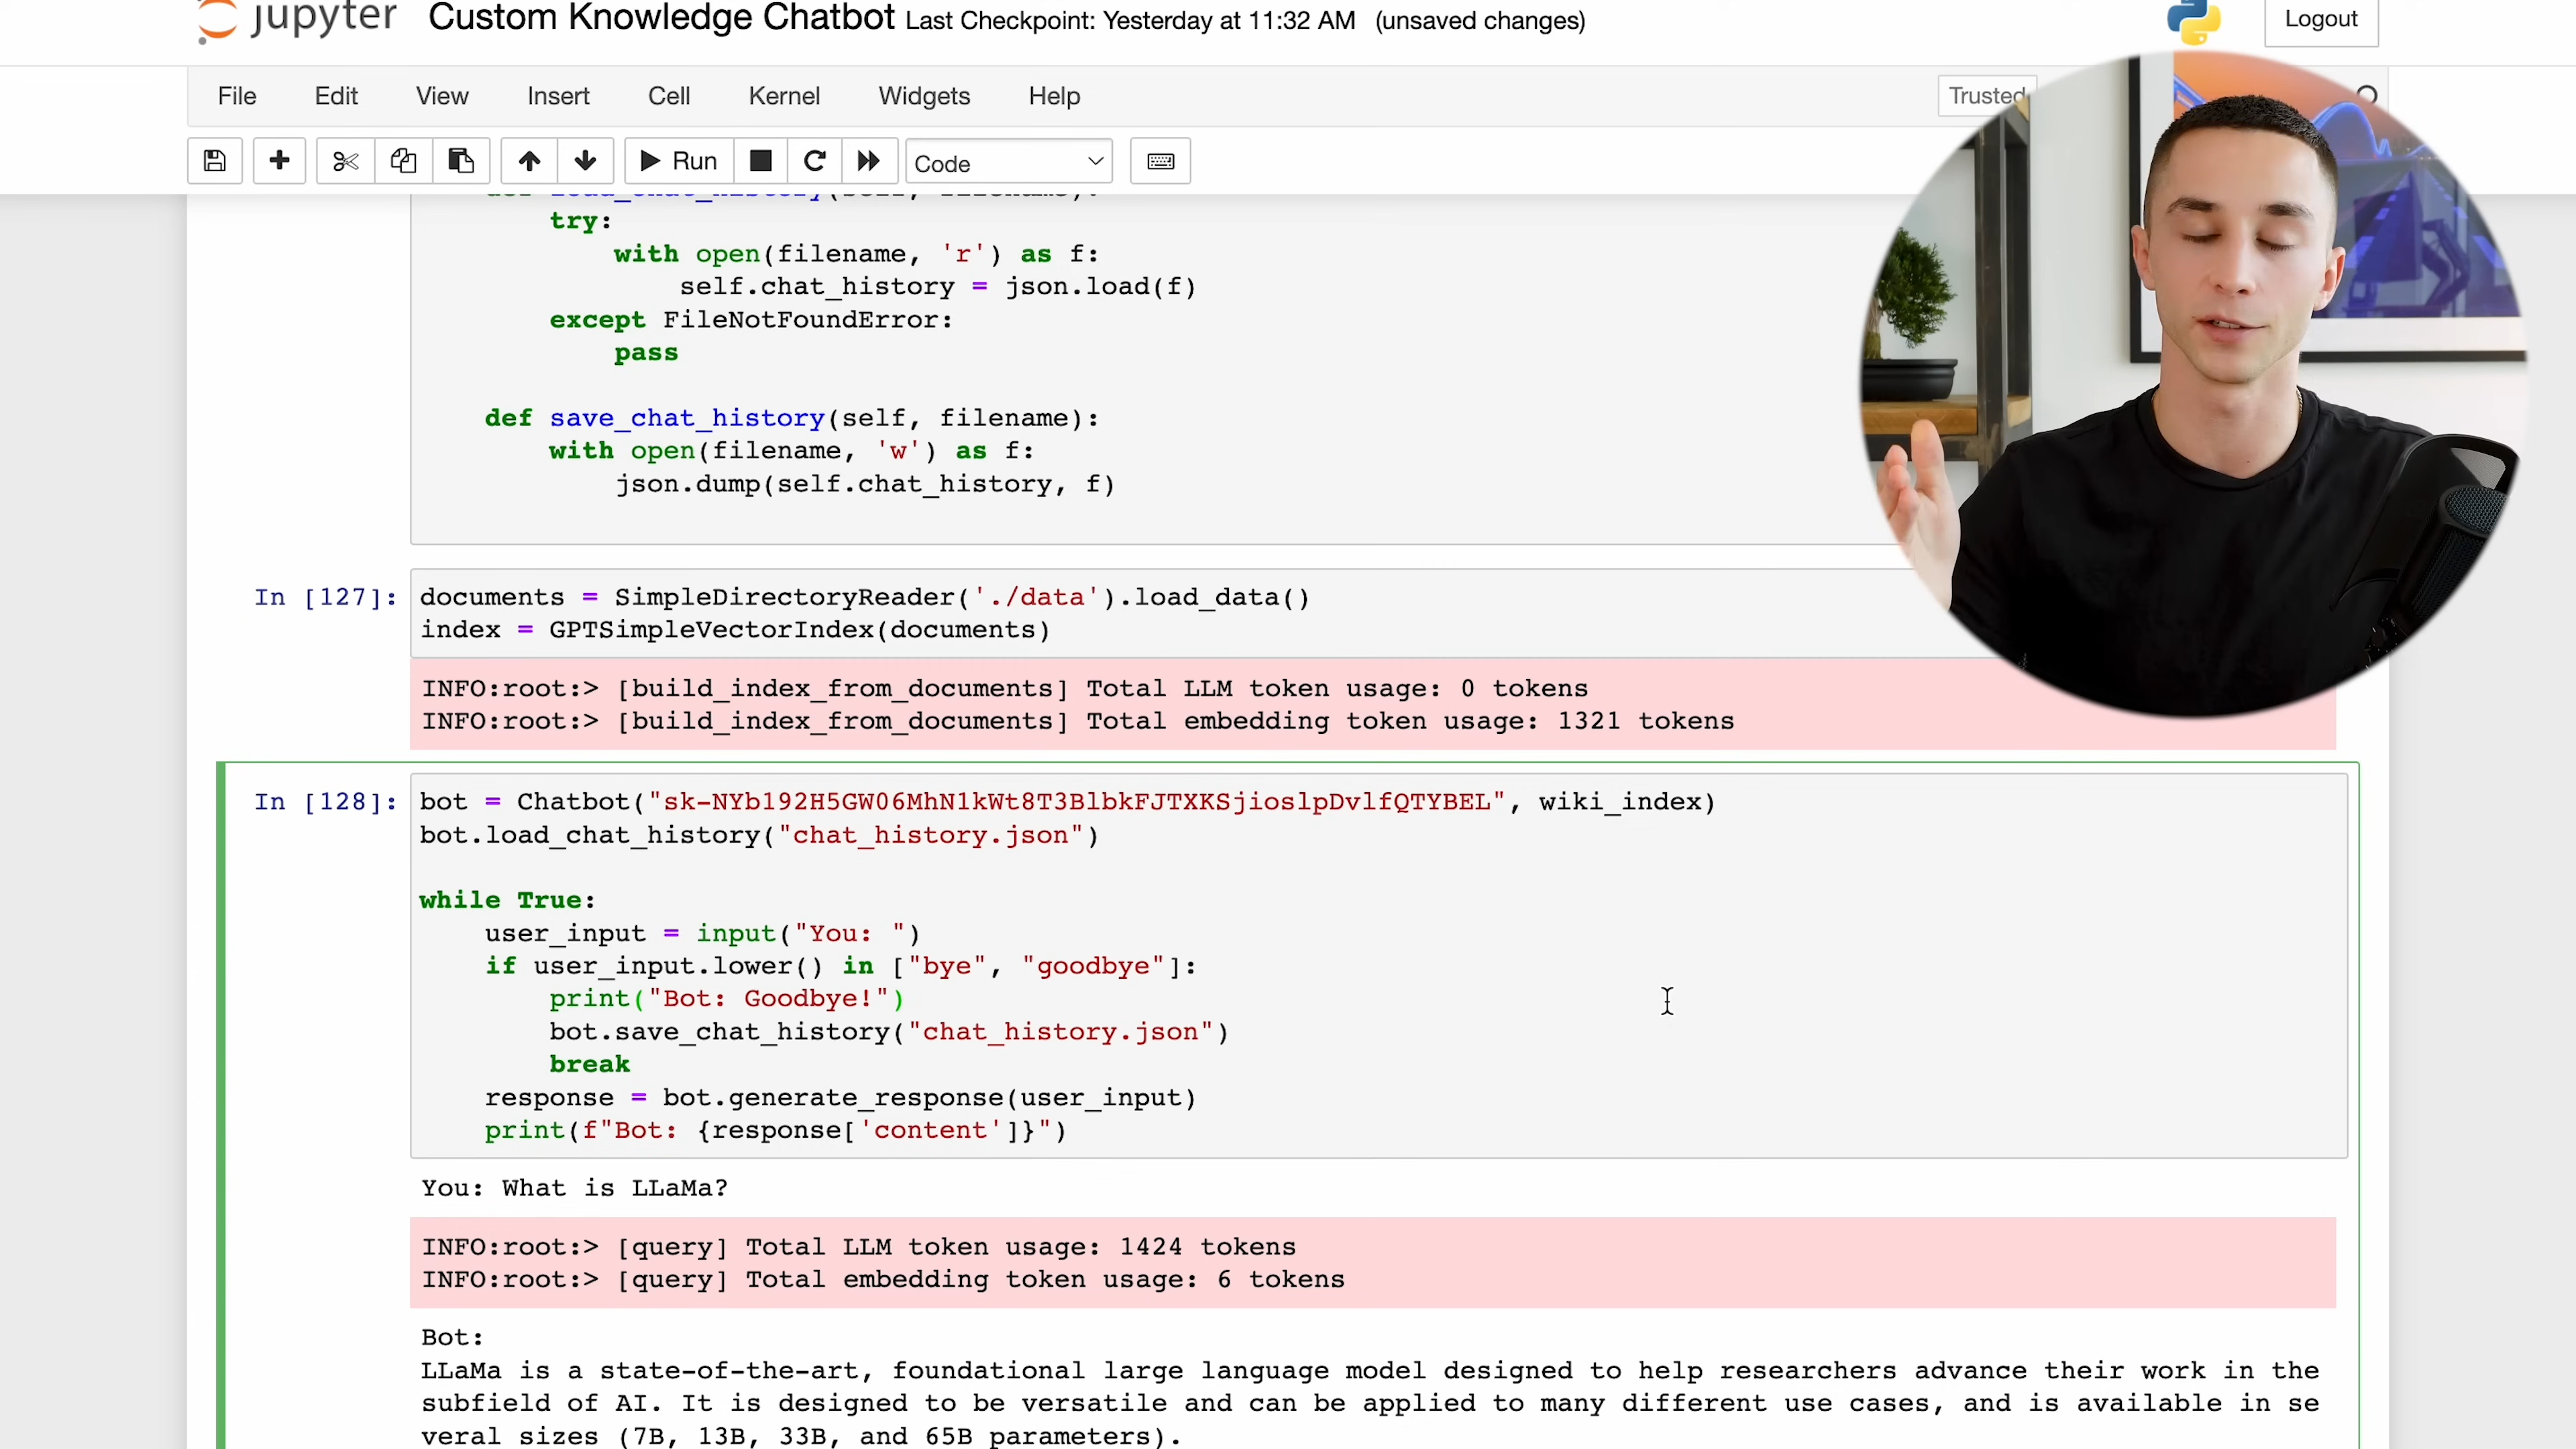 jupyter Custom Knowledge Chatbot Last Checkpoint: Yesterday at 11:32 AM (unsaved changes) Logout
File Edit View Insert Cell Kernel Widgets Help Trusted
Run Code
def load_chat_history(self, filename):
try:
with open(filename, 'r') as f:
self.chat_history = json.load(f)
except FileNotFoundError:
pass
def save_chat_history(self, filename):
with open(filename, 'w') as f:
json.dump(self.chat_history, f)
In [127]: documents = SimpleDirectoryReader('./data').load_data()
index = GPTSimpleVectorIndex(documents)
INFO:root:> [build_index_from_documents] Total LLM token usage: 0 tokens
INFO:root:> [build_index_from_documents] Total embedding token usage: 1321 tokens
In [128]: bot = Chatbot("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", wiki_index)
bot.load_chat_history("chat_history.json")
while True:
user_input = input("You: ")
if user_input.lower() in ["bye", "goodbye"]:
print("Bot: Goodbye!")
bot.save_chat_history("chat_history.json")
break
response = bot.generate_response(user_input)
print(f"Bot: {response['content']}")
You: What is LLaMa?
INFO:root:> [query] Total LLM token usage: 1424 tokens
INFO:root:> [query] Total embedding token usage: 6 tokens
Bot:
LLaMa is a state-of-the-art, foundational large language model designed to help researchers advance their work in the
subfield of AI. It is designed to be versatile and can be applied to many different use cases, and is available in se
veral sizes (7B, 13B, 33B, and 65B parameters).